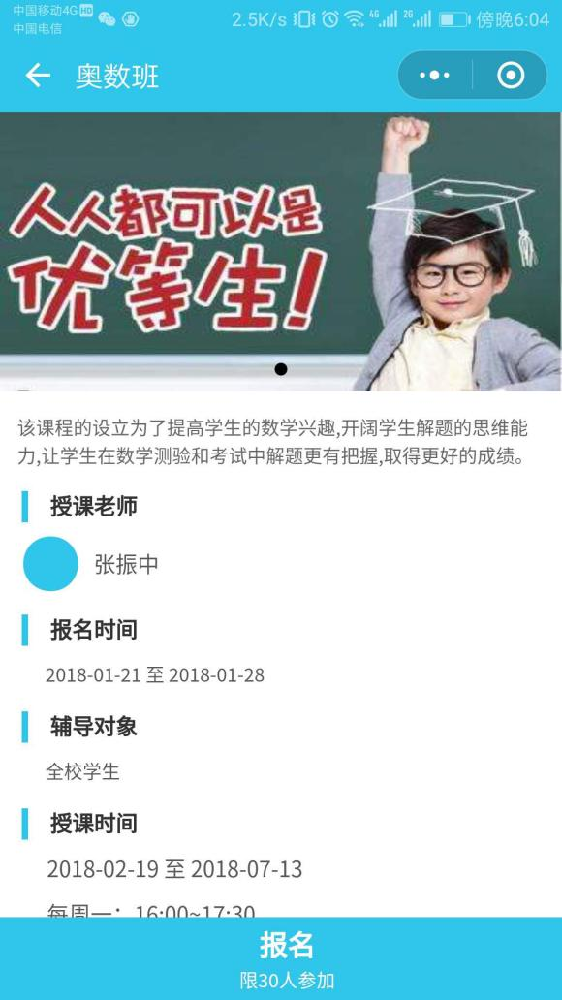 中国移动4G HD
中国电信
2.5K/s 4G 2G 傍晚6:04
奥数班
人人都可以是
优等生!
该课程的设立为了提高学生的数学兴趣,开阔学生解题的思维能
力,让学生在数学测验和考试中解题更有把握,取得更好的成绩。
授课老师
张振中
报名时间
2018-01-21 至 2018-01-28
辅导对象
全校学生
授课时间
2018-02-19 至 2018-07-13
每周一：16:00~17:30
报名
限30人参加